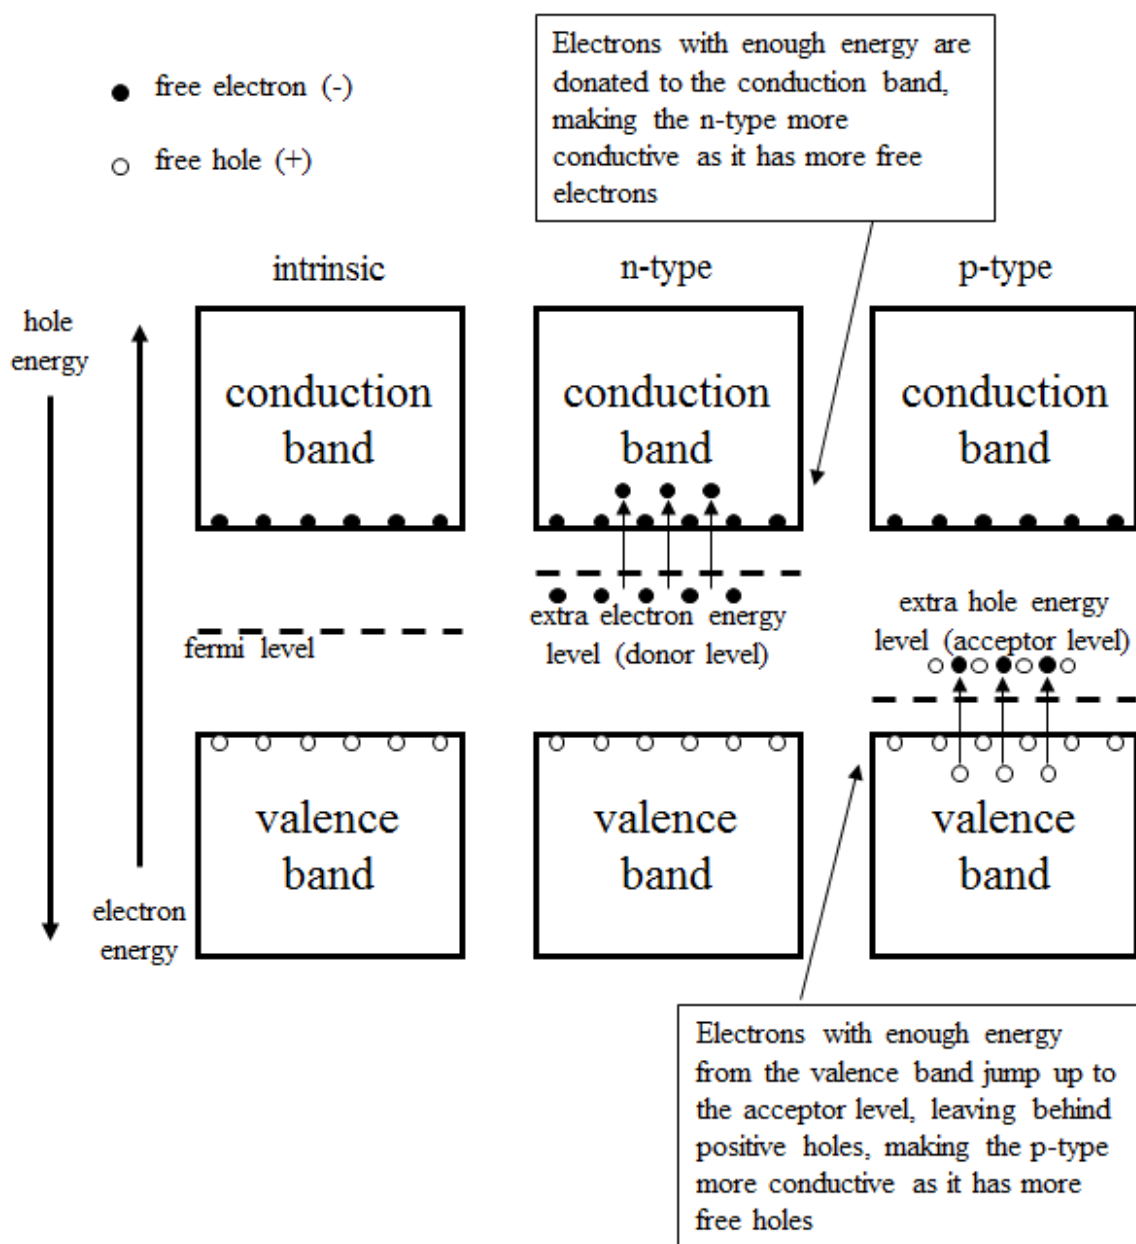 free electron (-)
free hole (+)
Electrons with enough energy are
donated to the conduction band,
making the n-type more
conductive as it has more free
electrons
intrinsic
n-type
p-type
hole
energy
conduction
band
conduction
band
conduction
band
fermi level
extra electron energy
level (donor level)
extra hole energy
level (acceptor level)
valence
band
valence
band
valence
band
electron
energy
Electrons with enough energy
from the valence band jump up to
the acceptor level, leaving behind
positive holes, making the p-type
more conductive as it has more
free holes